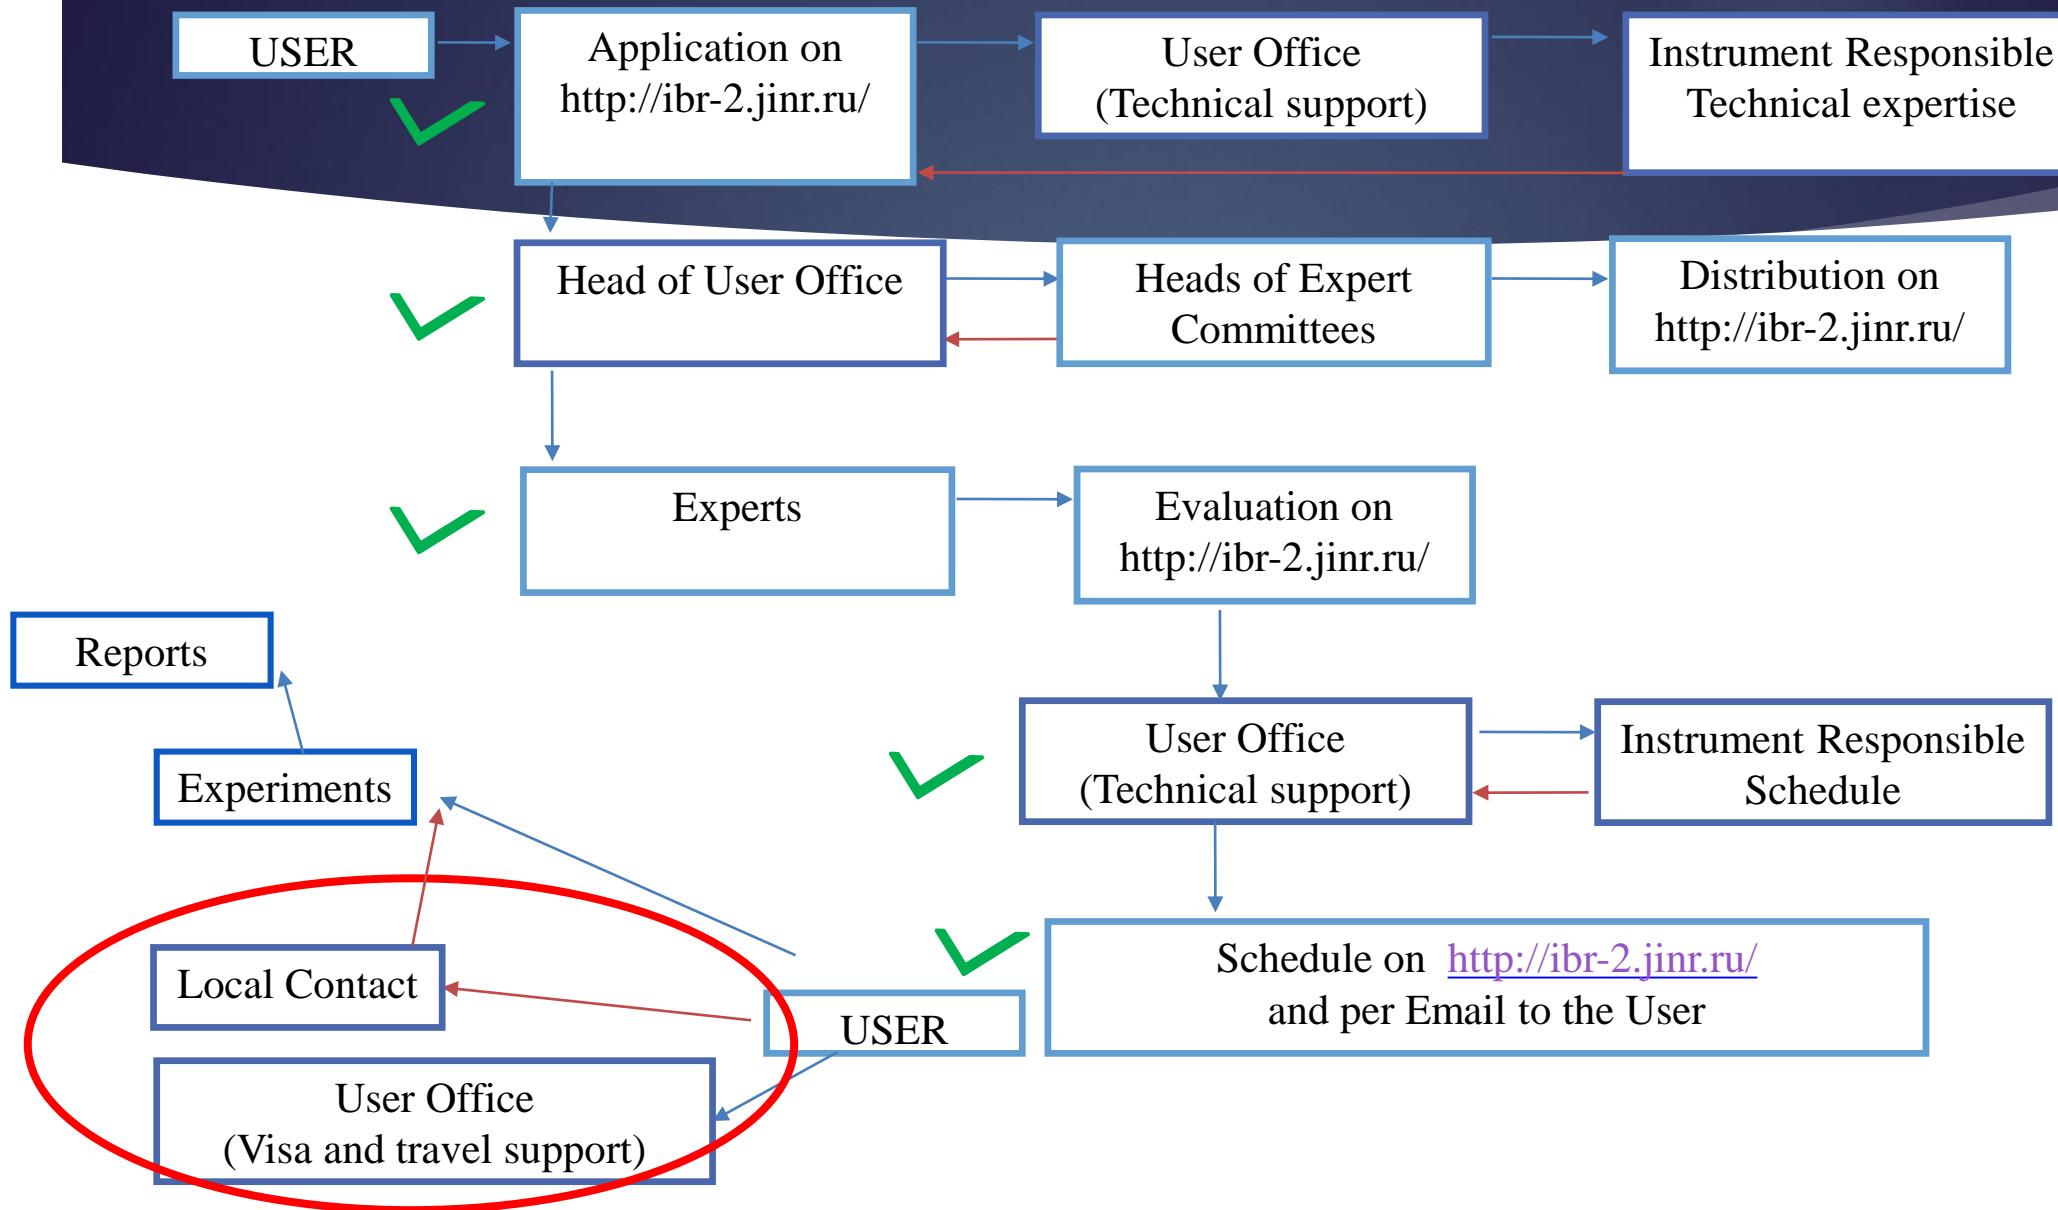 USER
Application on
http://ibr-2.jinr.ru/
User Office
(Technical support)
Instrument Responsible
Technical expertise
Head of User Office
Heads of Expert
Committees
Distribution on
http://ibr-2.jinr.ru/
Experts
Evaluation on
http://ibr-2.jinr.ru/
Reports
User Office
(Technical support)
Instrument Responsible
Schedule
Experiments
Schedule on http://ibr-2.jinr.ru/
and per Email to the User
Local Contact
USER
User Office
(Visa and travel support)